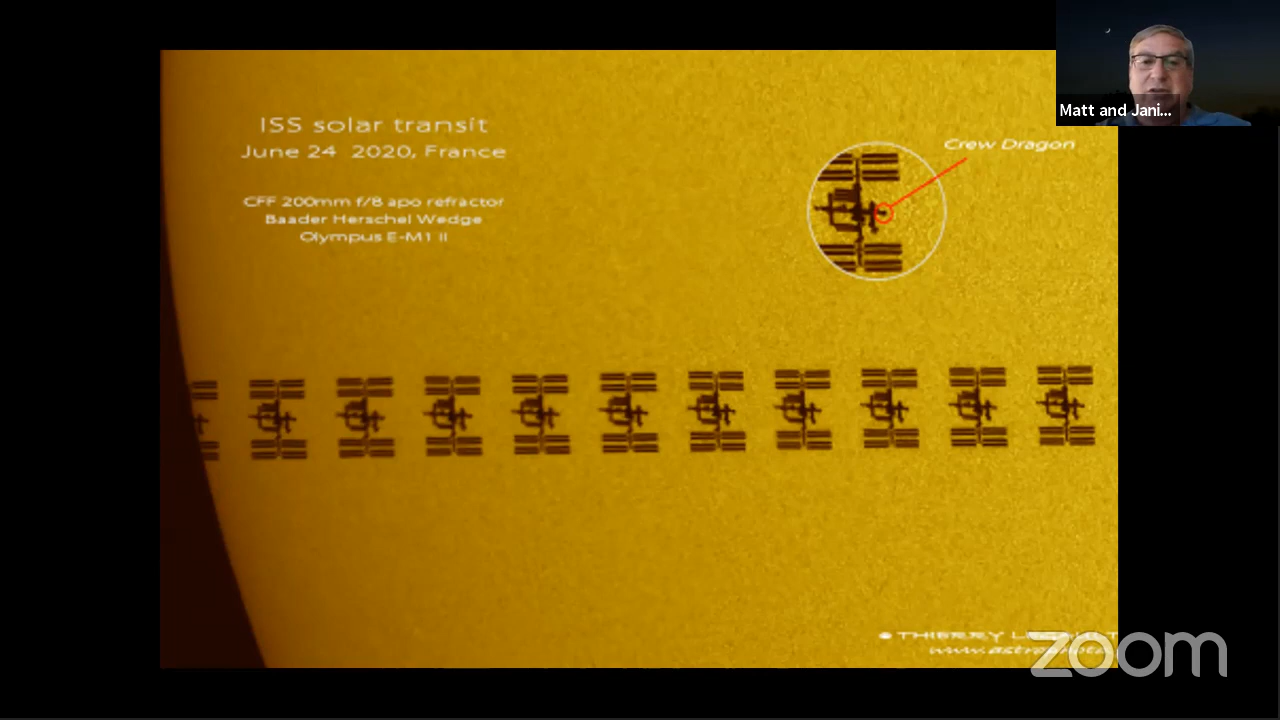 ISS solar transit
June 24 2020, France
CFF 200mm f/8 apo refractor
Baader Herschel Wedge
Olympus E-M1 II
Crew Dragon
Matt and Jani...
THIERRY
zoom